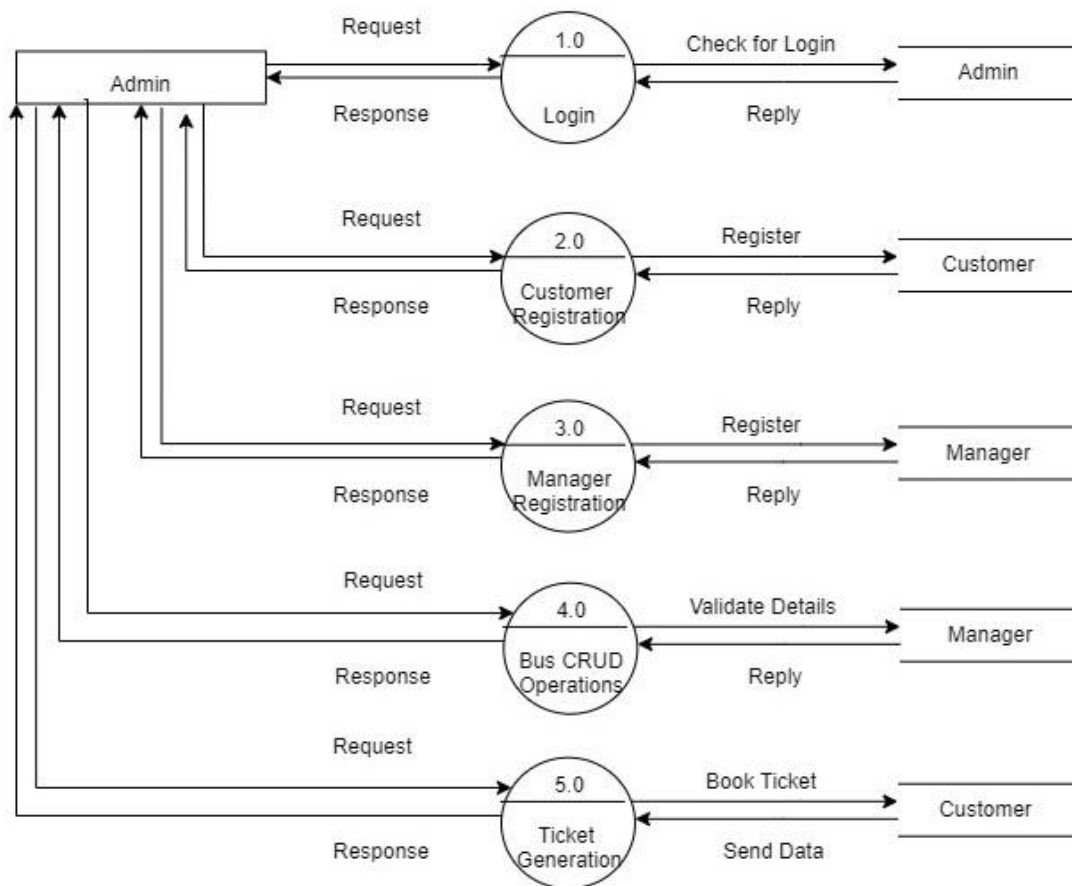 Request
1.0
Check for Login
Admin
Admin
Response
Login
Reply
Request
2.0
Register
Customer
Response
Customer
Registration
Reply
Request
3.0
Register
Manager
Response
Manager
Registration
Reply
Request
4.0
Validate Details
Manager
Response
Bus CRUD
Operations
Reply
Request
5.0
Book Ticket
Customer
Response
Ticket
Generation
Send Data